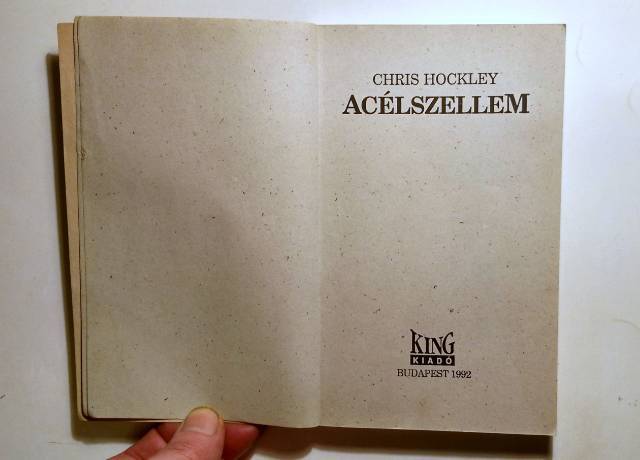 CHRIS HOCKLEY
ACÉLSZELLEM
KING
KIADÓ
BUDAPEST 1992